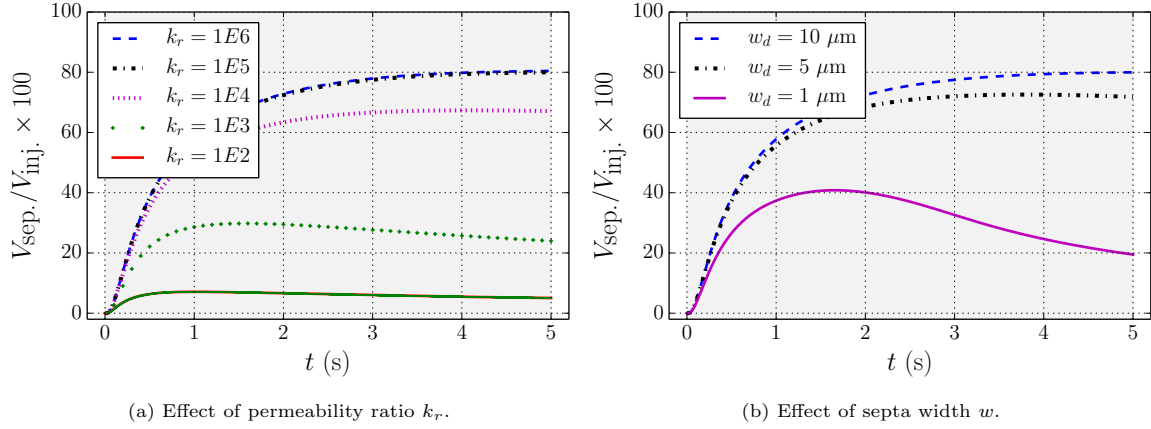 V_sep./V_inj. × 100
100
80
60
40
20
0
k_r = 1E6
k_r = 1E5
k_r = 1E4
k_r = 1E3
k_r = 1E2
0 1 2 3 4 5
t (s)
(a) Effect of permeability ratio k_r.
V_sep./V_inj. × 100
100
80
60
40
20
0
w_d = 10 μm
w_d = 5 μm
w_d = 1 μm
0 1 2 3 4 5
t (s)
(b) Effect of septa width w.